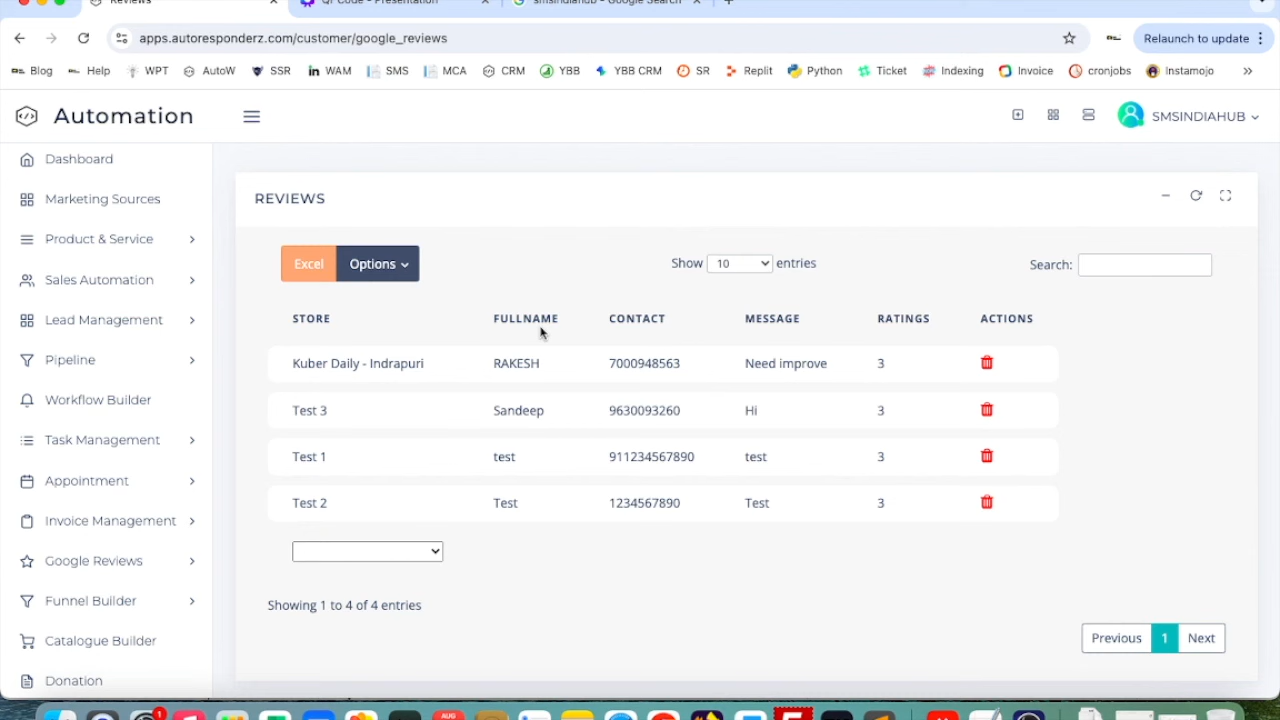 Reviews
QR Code - Presentation
smsindiahub - Google Search
apps.autoresponderz.com/customer/google_reviews
Relaunch to update
Blog Help WPT AutoW SSR WAM SMS MCA CRM YBB YBB CRM SR Replit Python Ticket Indexing Invoice cronjobs Instamojo
Automation
SMSINDIAHUB
Dashboard
Marketing Sources
Product & Service
Sales Automation
Lead Management
Pipeline
Workflow Builder
Task Management
Appointment
Invoice Management
Google Reviews
Funnel Builder
Catalogue Builder
Donation
REVIEWS
Excel Options
Show 10 entries
Search:
STORE FULLNAME CONTACT MESSAGE RATINGS ACTIONS
Kuber Daily - Indrapuri RAKESH 7000948563 Need improve 3
Test 3 Sandeep 9630093260 Hi 3
Test 1 test 911234567890 test 3
Test 2 Test 1234567890 Test 3
Showing 1 to 4 of 4 entries
Previous 1 Next
AUG
1